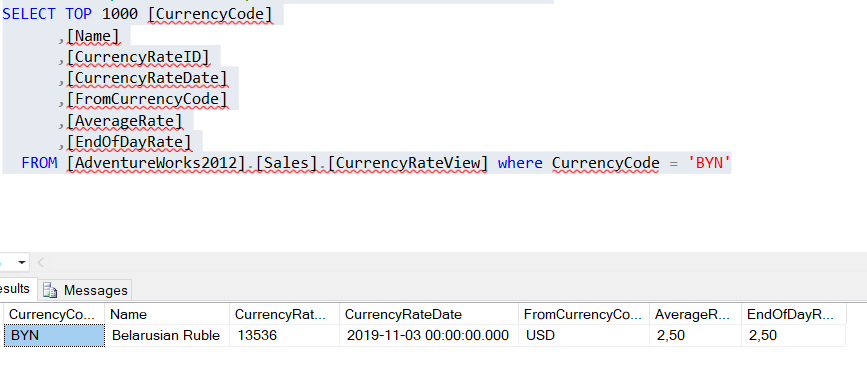 SELECT TOP 1000 [CurrencyCode]
,[Name]
,[CurrencyRateID]
,[CurrencyRateDate]
,[FromCurrencyCode]
,[AverageRate]
,[EndOfDayRate]
FROM [AdventureWorks2012].[Sales].[CurrencyRateView] where CurrencyCode = 'BYN'
esults Messages
CurrencyCo... Name CurrencyRat... CurrencyRateDate FromCurrencyCo... AverageR... EndOfDayR...
BYN Belarusian Ruble 13536 2019-11-03 00:00:00.000 USD 2,50 2,50